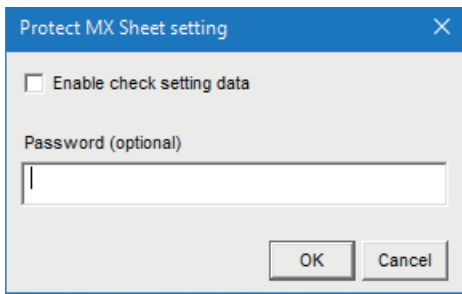 Protect MX Sheet setting
Enable check setting data
Password (optional)
OK Cancel